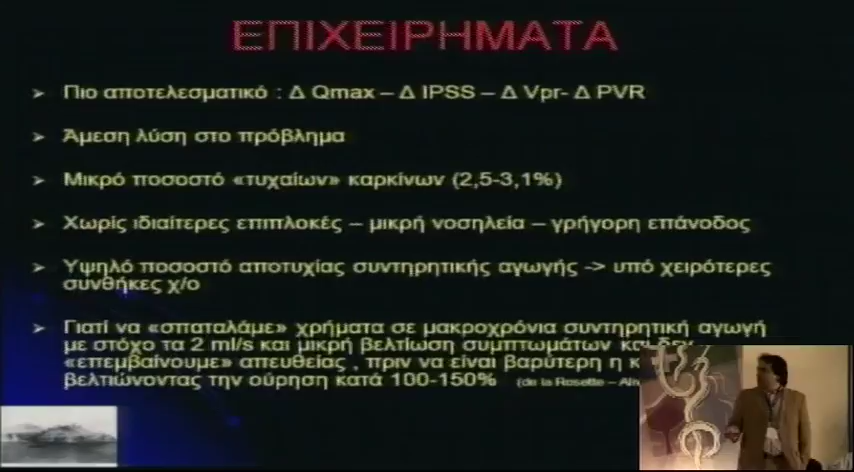 ΕΠΙΧΕΙΡΗΜΑΤΑ
➢ Πιο αποτελεσματικό : Δ Qmax – Δ IPSS – Δ Vpr- Δ PVR
➢ Άμεση λύση στο πρόβλημα
➢ Μικρό ποσοστό «τυχαίων» καρκίνων (2,5-3,1%)
➢ Χωρίς ιδιαίτερες επιπλοκές – μικρή νοσηλεία – γρήγορη επάνοδος
➢ Υψηλό ποσοστό αποτυχίας συντηρητικής αγωγής -> υπό χειρότερες
συνθήκες χ/ο
➢ Γιατί να «σπαταλάμε» χρήματα σε μακροχρόνια συντηρητική αγωγή
με στόχο τα 2 ml/s και μικρή βελτίωση συμπτωμάτων και δεν
«επεμβαίνουμε» απευθείας , πριν να είναι βαρύτερη η
βελτιώνοντας την ούρηση κατά 100-150% (de la Rosette –